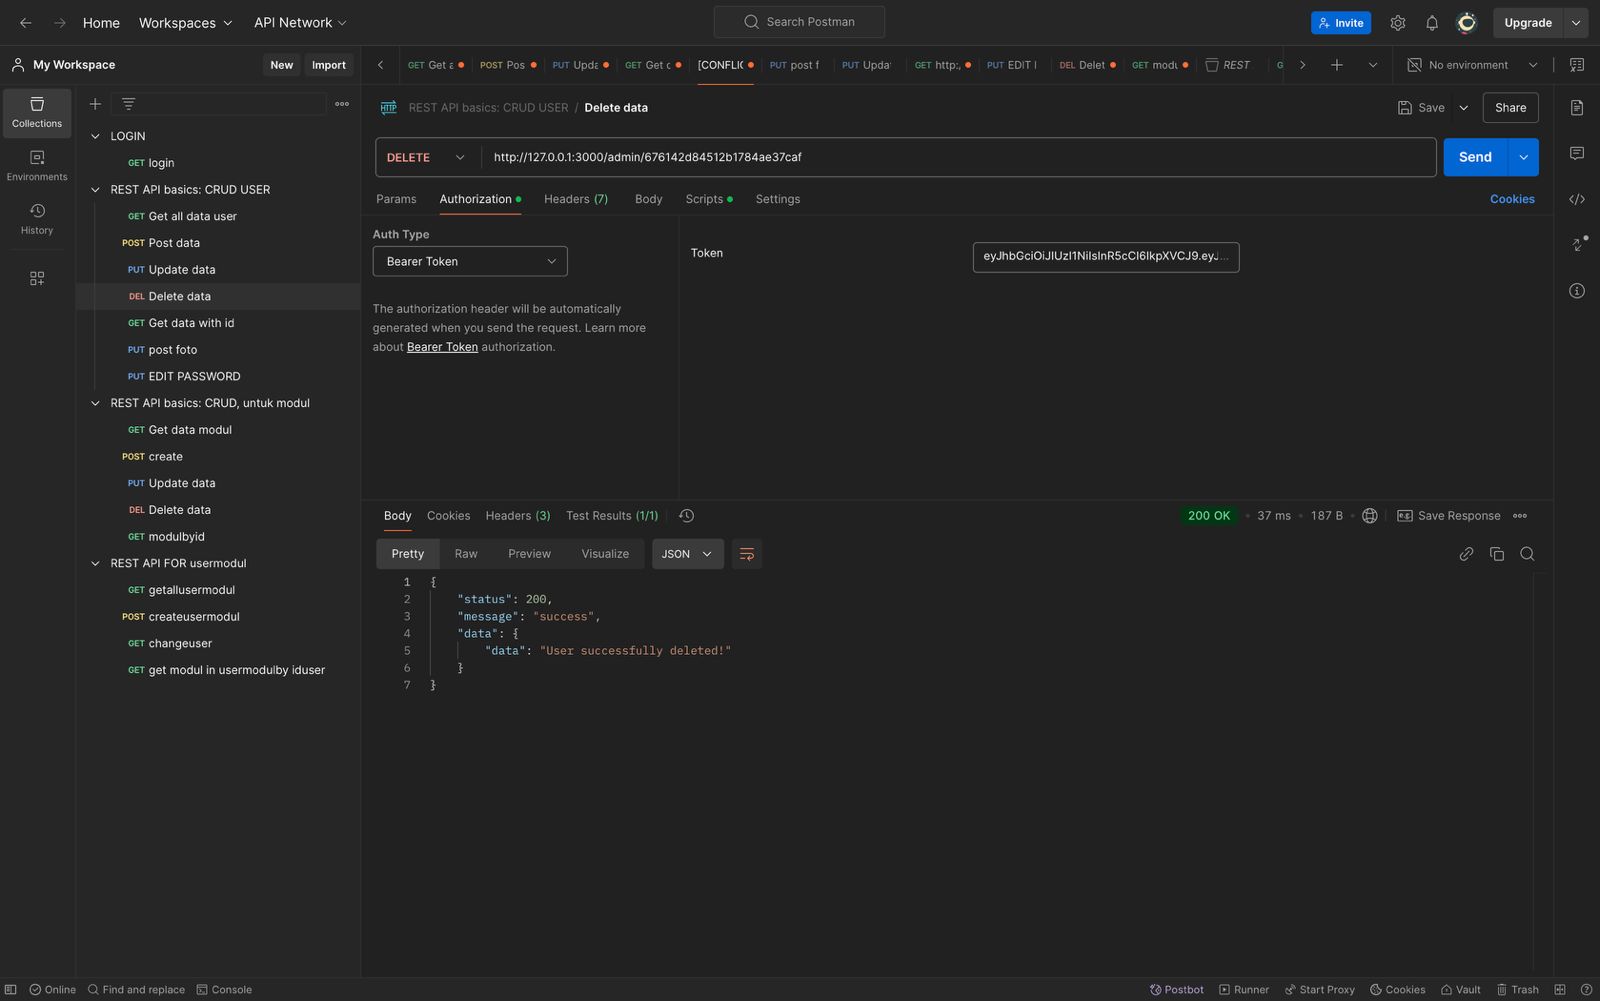 Home Workspaces API Network Search Postman Invite Upgrade
My Workspace New Import
GET Get a POST Pos PUT Upda GET Get c [CONFLIC PUT post f PUT Updat GET http:, PUT EDIT DEL Delet GET modu REST G No environment
Collections
Environments
History
LOGIN
GET login
REST API basics: CRUD USER
GET Get all data user
POST Post data
PUT Update data
DEL Delete data
GET Get data with id
PUT post foto
PUT EDIT PASSWORD
REST API basics: CRUD, untuk modul
GET Get data modul
POST create
PUT Update data
DEL Delete data
GET modulbyid
REST API FOR usermodul
GET getallusermodul
POST createusermodul
GET changeuser
GET get modul in usermodulby iduser
HTTP REST API basics: CRUD USER / Delete data Save Share
DELETE http://127.0.0.1:3000/admin/676142d84512b1784ae37caf Send
Params Authorization Headers (7) Body Scripts Settings Cookies
Auth Type
Bearer Token
The authorization header will be automatically
generated when you send the request. Learn more
about Bearer Token authorization.
Token
Body Cookies Headers (3) Test Results (1/1) 200 OK • 37 ms • 187 B e.g. Save Response
Pretty Raw Preview Visualize JSON
1 {
2 "status": 200,
3 "message": "success",
4 "data": {
5 "data": "User successfully deleted!"
6 }
7 }
Online Find and replace Console Postbot Runner Start Proxy Cookies Vault Trash